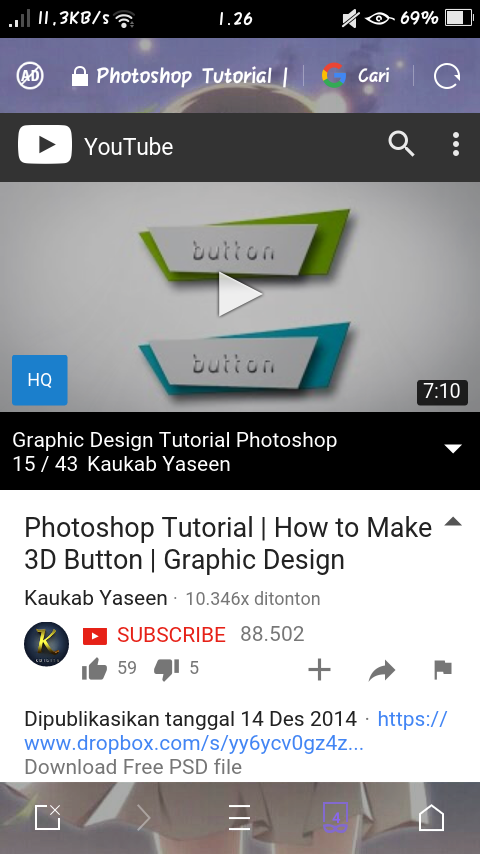 11,3KB/s 1.26 69%
AD Photoshop Tutorial | Cari
YouTube
button
button
HQ
7:10
Graphic Design Tutorial Photoshop
15 / 43 Kaukab Yaseen
Photoshop Tutorial | How to Make
3D Button | Graphic Design
Kaukab Yaseen · 10.346x ditonton
K
SUBSCRIBE 88.502
59 5
Dipublikasikan tanggal 14 Des 2014 · https://
www.dropbox.com/s/yy6ycv0gz4z...
Download Free PSD file
4